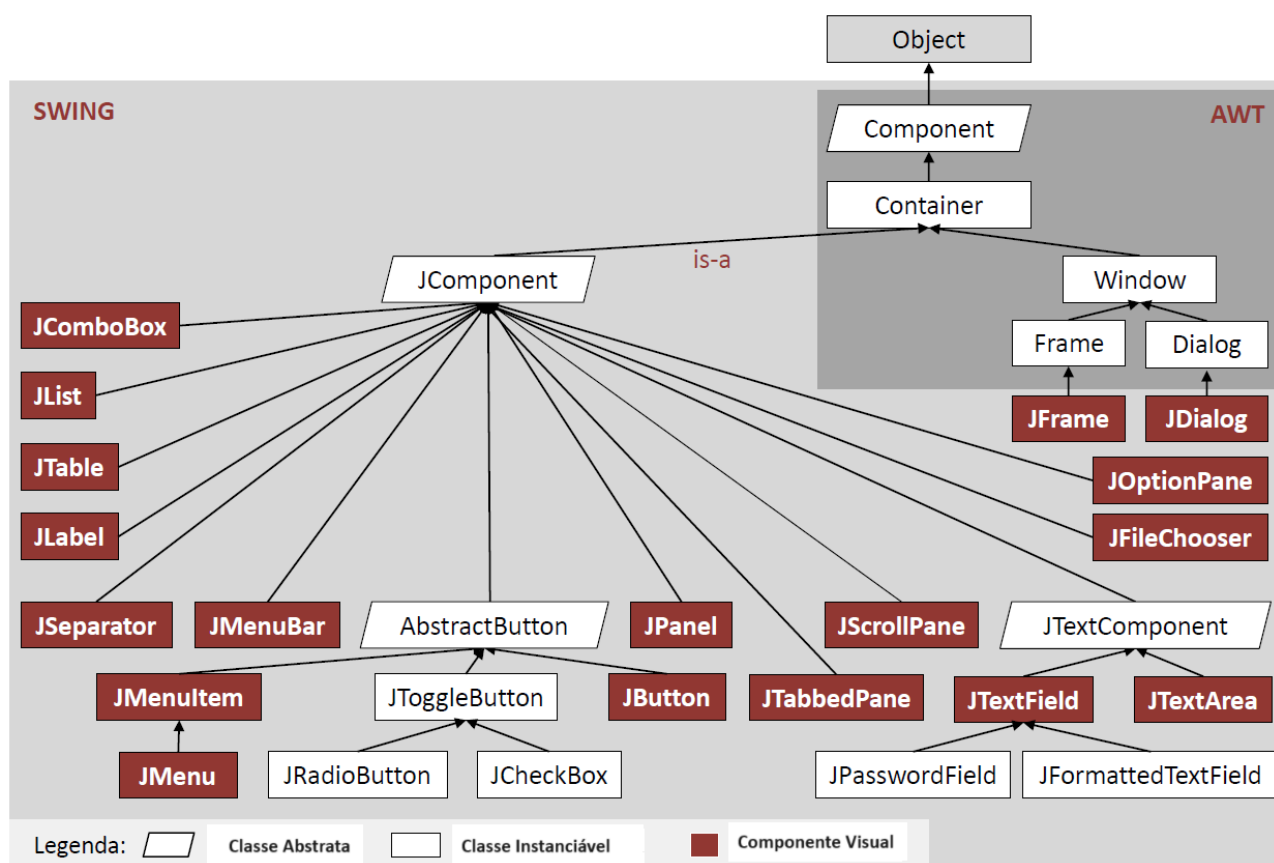 Object
SWING
AWT
Component
Container
is-a
JComponent
Window
JComboBox
Frame
Dialog
JList
JFrame
JDialog
JTable
JOptionPane
JLabel
JFileChooser
JSeparator
JMenuBar
AbstractButton
JPanel
JScrollPane
JTextComponent
JMenuItem
JToggleButton
JButton
JTabbedPane
JTextField
JTextArea
JMenu
JRadioButton
JCheckBox
JPasswordField
JFormattedTextField
Legenda:
Classe Abstrata
Classe Instanciável
Componente Visual